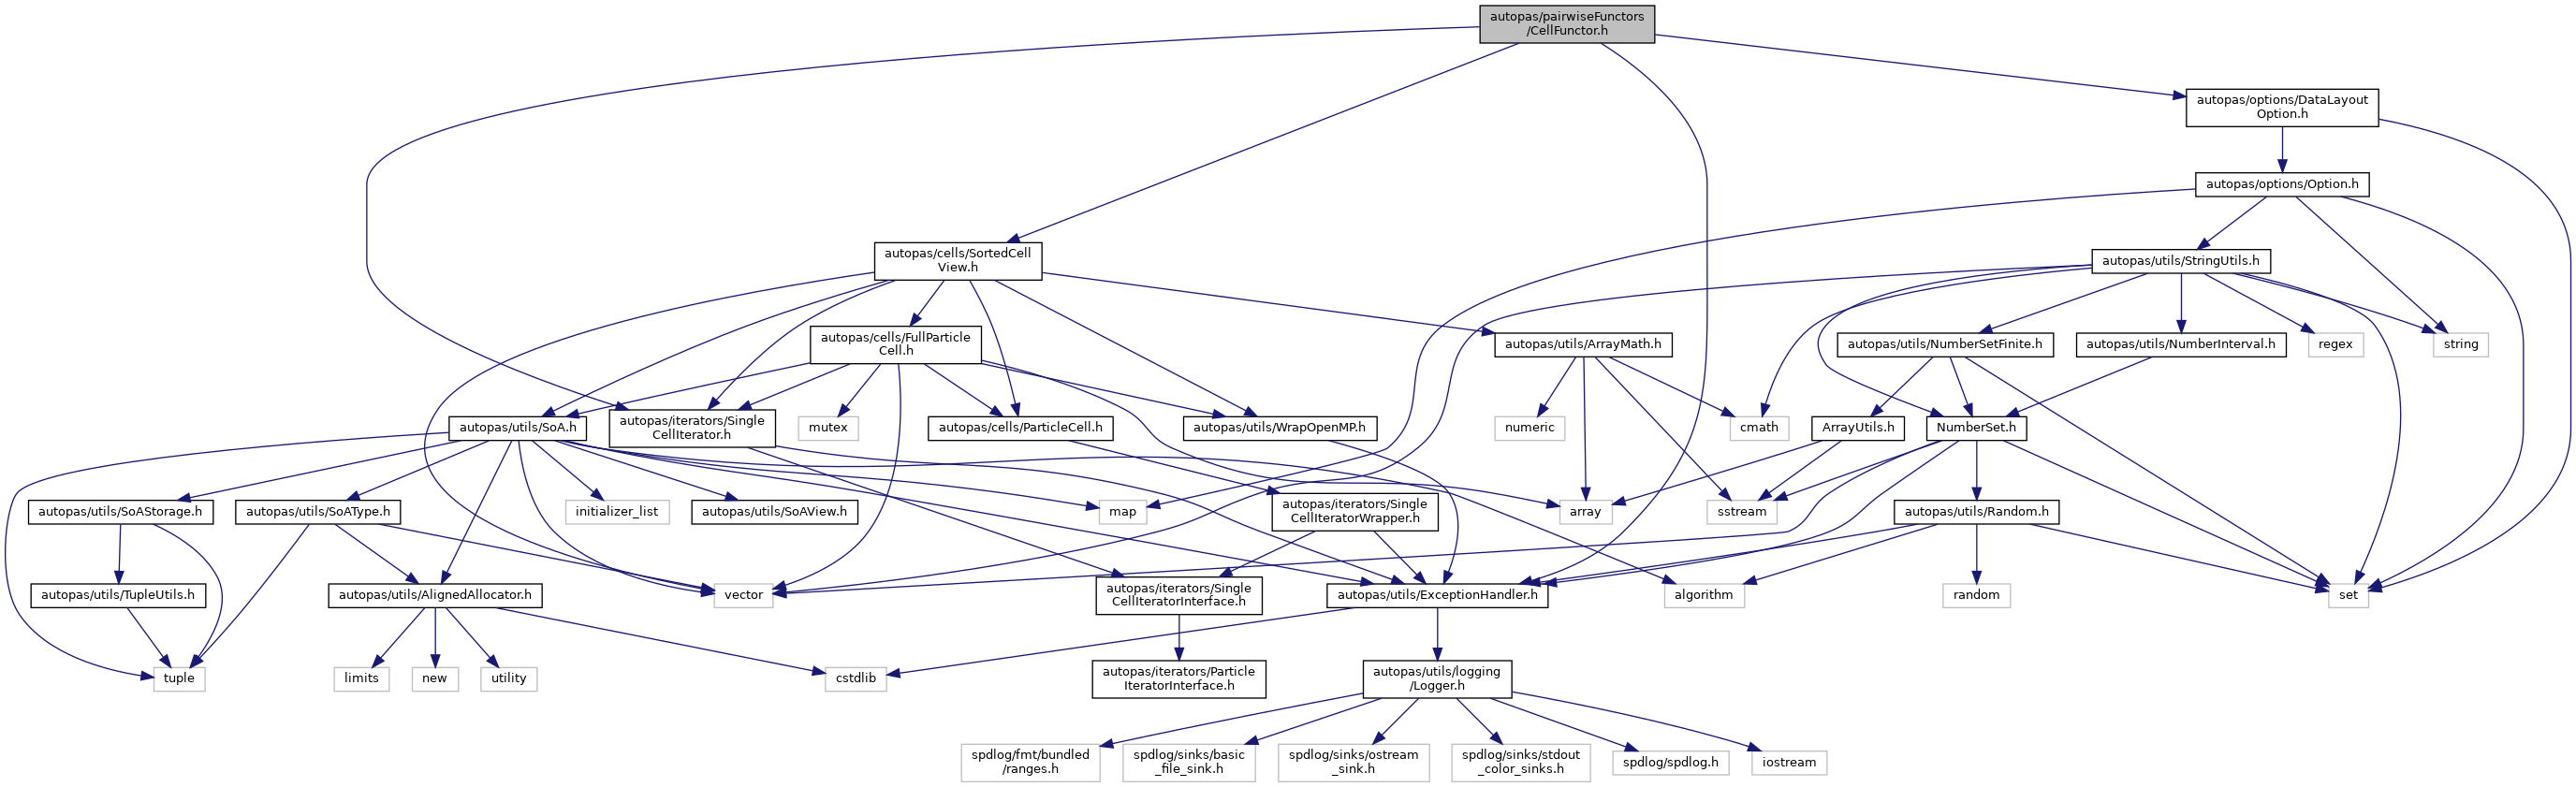 autopas/pairwiseFunctors
/CellFunctor.h
autopas/options/DataLayout
Option.h
autopas/options/Option.h
autopas/cells/SortedCell
View.h
autopas/utils/StringUtils.h
autopas/cells/FullParticle
Cell.h
autopas/utils/ArrayMath.h
autopas/utils/NumberSetFinite.h
autopas/utils/NumberInterval.h
regex
string
autopas/utils/SoA.h
autopas/iterators/Single
CellIterator.h
mutex
autopas/cells/ParticleCell.h
autopas/utils/WrapOpenMP.h
numeric
cmath
ArrayUtils.h
NumberSet.h
autopas/utils/SoAStorage.h
autopas/utils/SoAType.h
initializer_list
autopas/utils/SoAView.h
map
autopas/iterators/Single
CellIteratorWrapper.h
array
sstream
autopas/utils/Random.h
autopas/utils/TupleUtils.h
autopas/utils/AlignedAllocator.h
vector
autopas/iterators/Single
CellIteratorInterface.h
autopas/utils/ExceptionHandler.h
algorithm
random
set
tuple
limits
new
utility
cstdlib
autopas/iterators/Particle
IteratorInterface.h
autopas/utils/logging
/Logger.h
spdlog/fmt/bundled
/ranges.h
spdlog/sinks/basic
_file_sink.h
spdlog/sinks/ostream
_sink.h
spdlog/sinks/stdout
_color_sinks.h
spdlog/spdlog.h
iostream